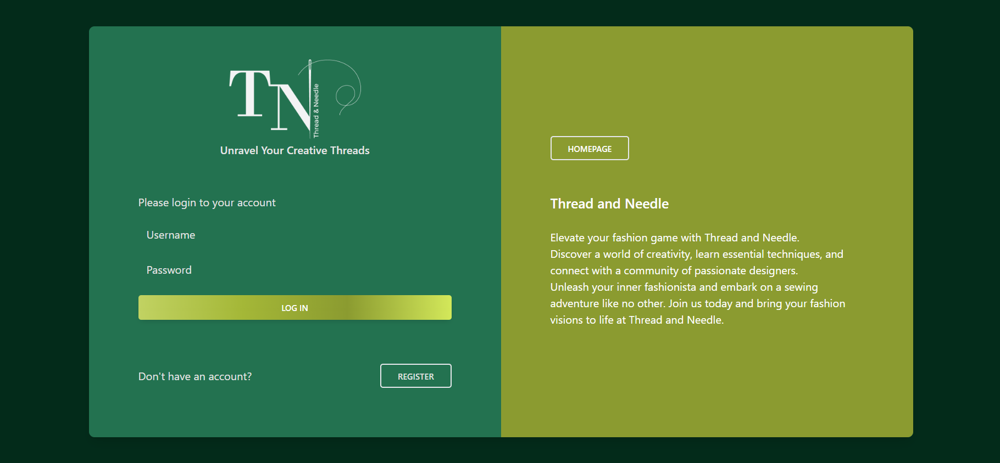 TN
Thread & Needle
Unravel Your Creative Threads
Please login to your account
Username
Password
LOG IN
Don't have an account?
REGISTER
HOMEPAGE
Thread and Needle
Elevate your fashion game with Thread and Needle.
Discover a world of creativity, learn essential techniques, and
connect with a community of passionate designers.
Unleash your inner fashionista and embark on a sewing
adventure like no other. Join us today and bring your fashion
visions to life at Thread and Needle.